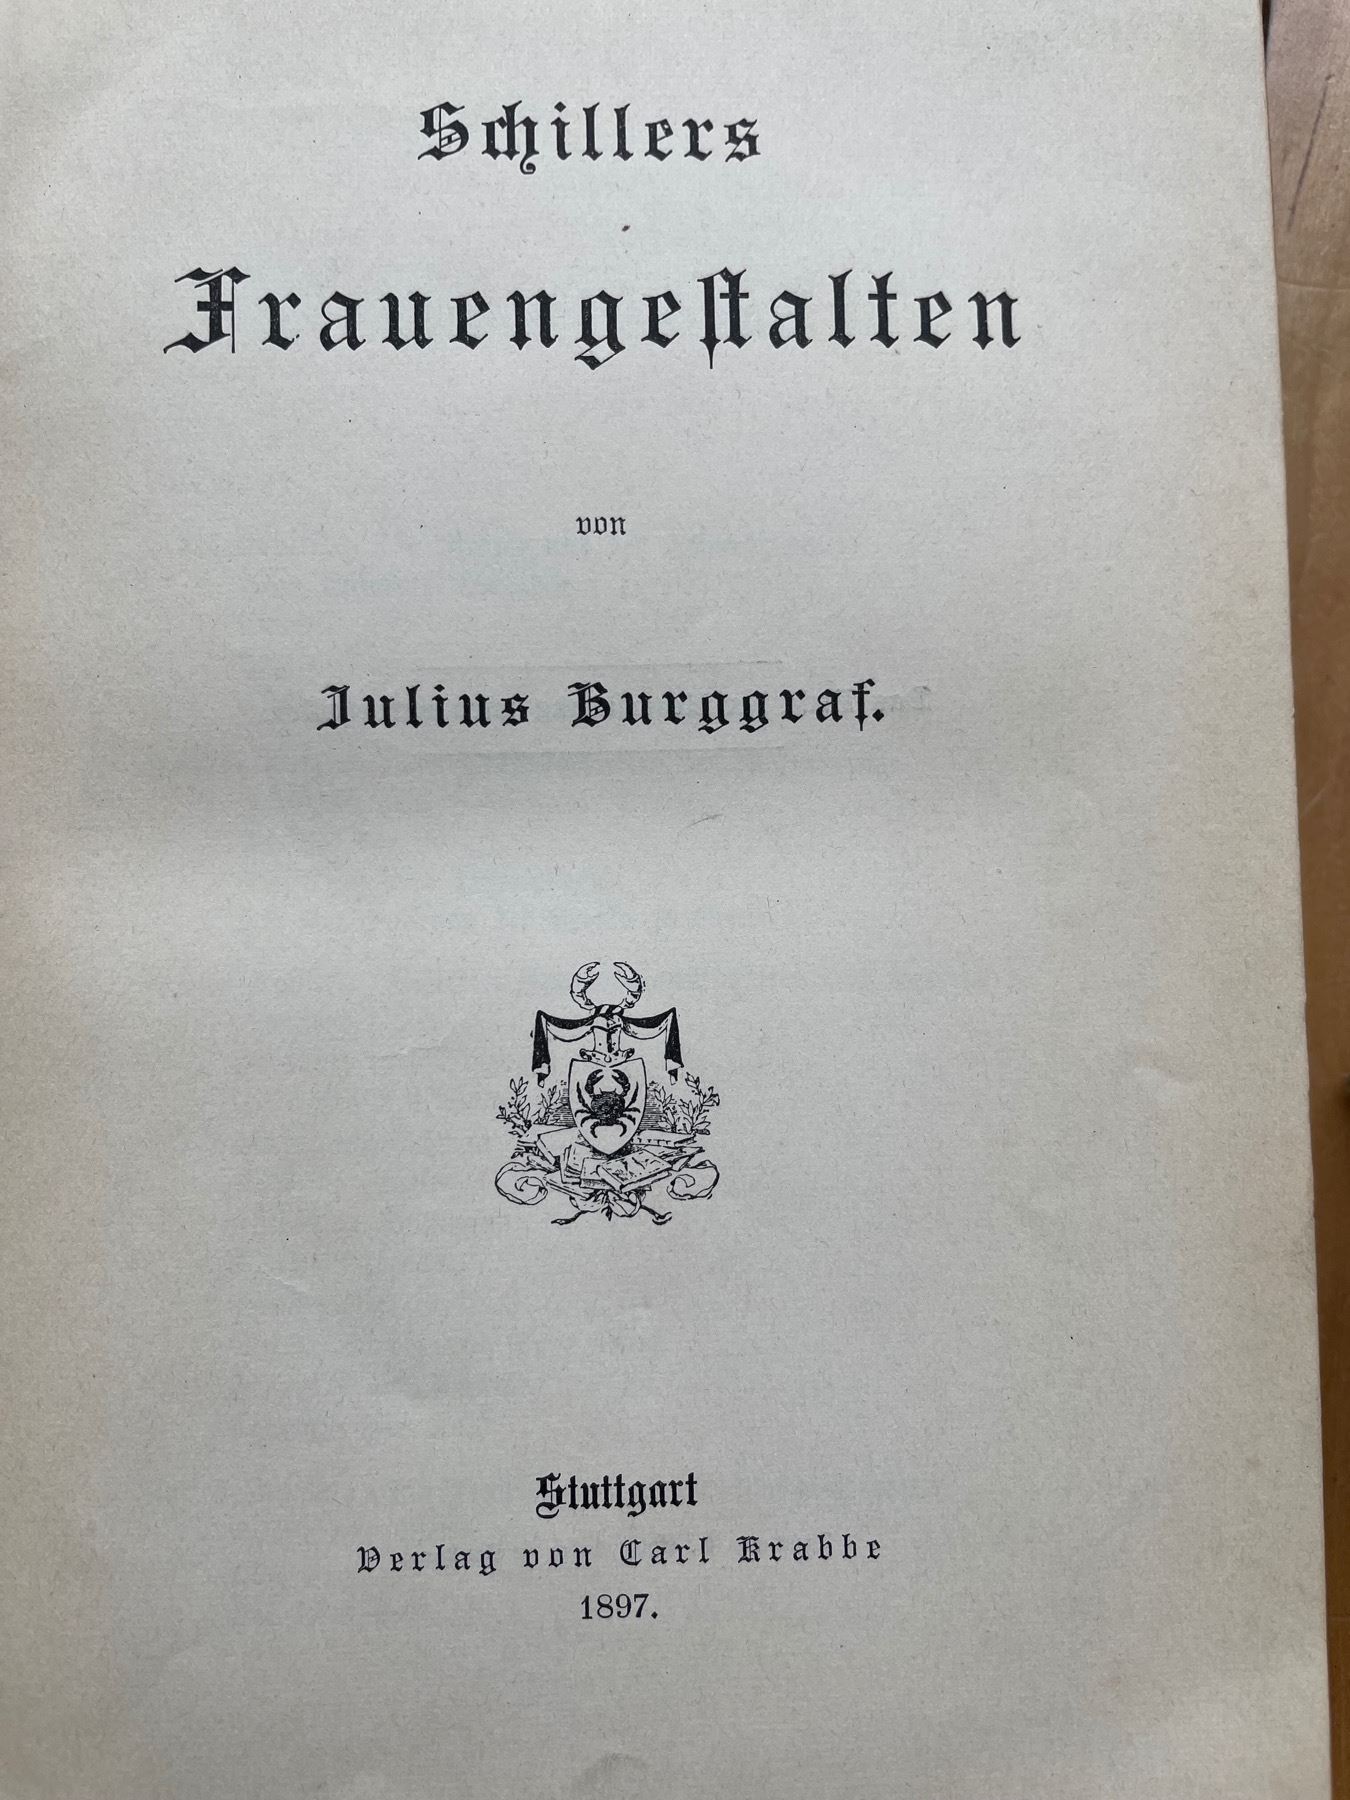 Schillers
Frauengeſtalten
von
Julius Burggraf.
Stuttgart
Verlag von Carl Krabbe
1897.